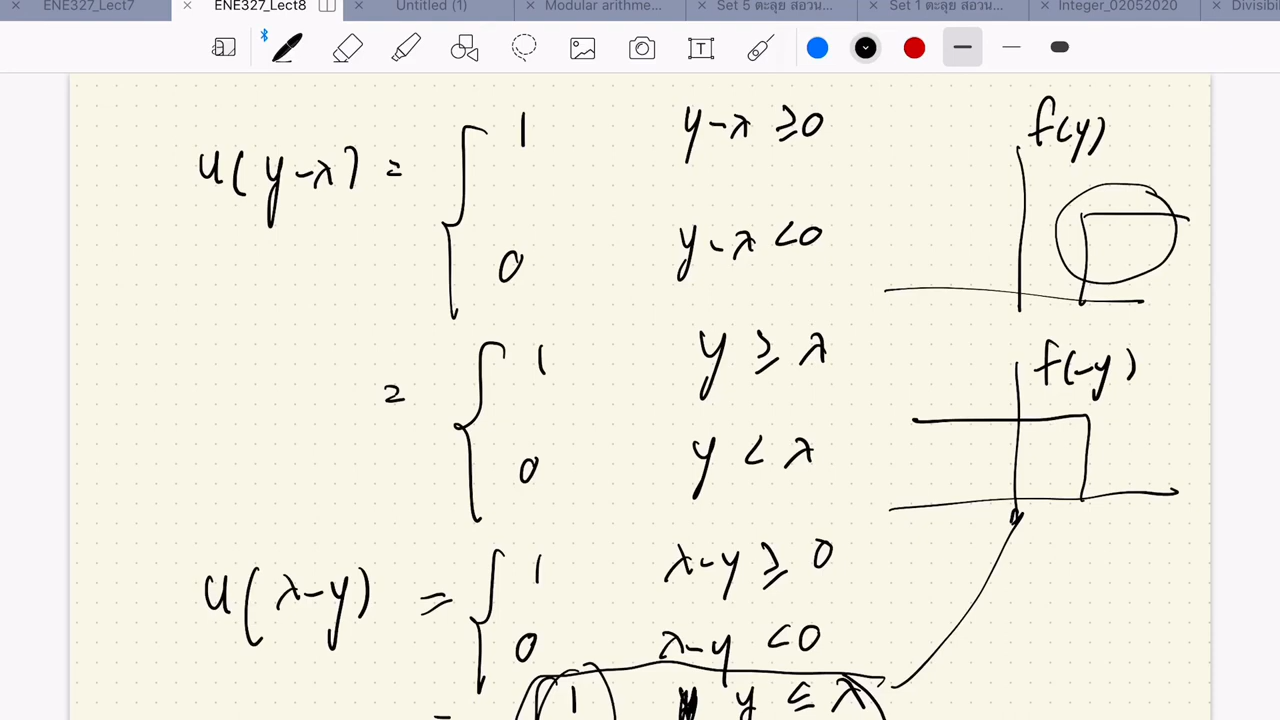 ENE327_Lect7 ENE327_Lect8 Untitled (1) Modular arithme... Set 5 ตะลุย สอวน... Set 1 ตะลุย สอวน... Integer_02052020 Divisibil
T
u(y-λ) = { 1 y-λ ≥ 0
0 y-λ < 0
f(y)
= { 1 y ≥ λ
0 y < λ
f(-y)
u(λ-y) = { 1 λ-y ≥ 0
0 λ-y < 0
= 1 y ≤ λ